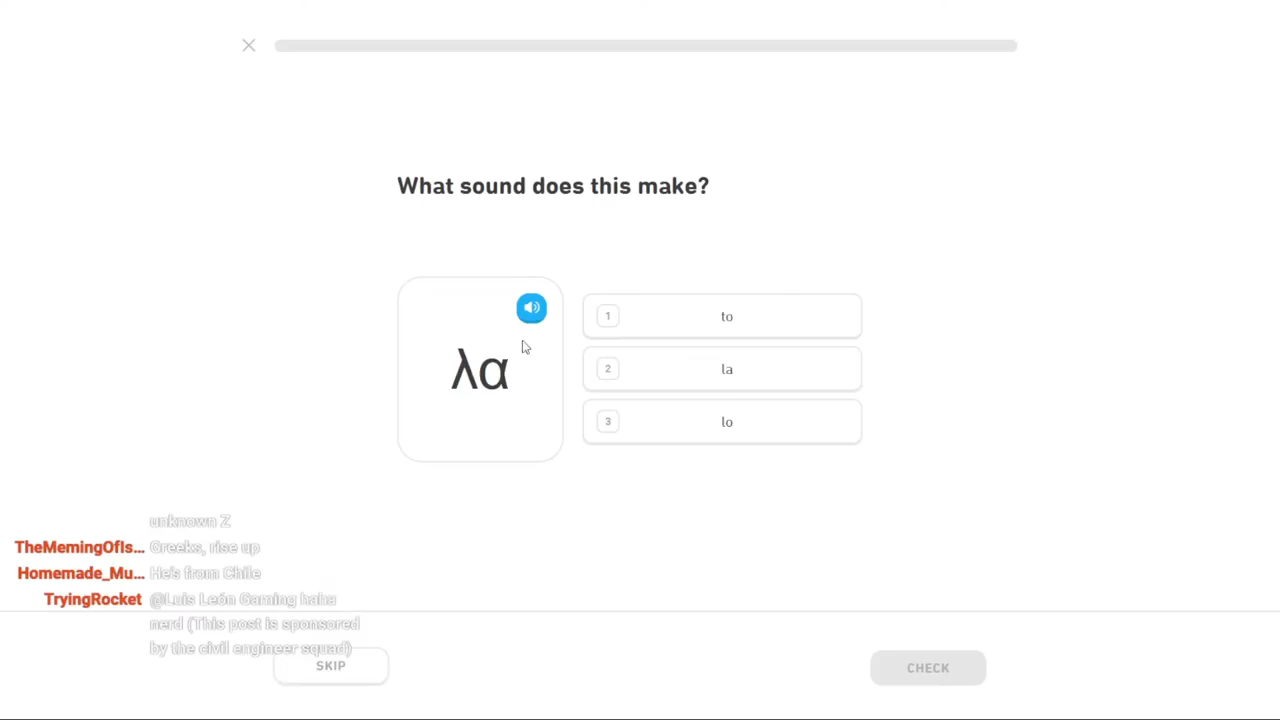 What sound does this make?
λα
1 to
2 la
3 lo
unknown Z
TheMemingOfIs... Greeks, rise up
Homemade_Mu... He's from Chile
TryingRocket @Luis León Gaming haha
nerd (This post is sponsored
by the civil engineer squad)
SKIP
CHECK